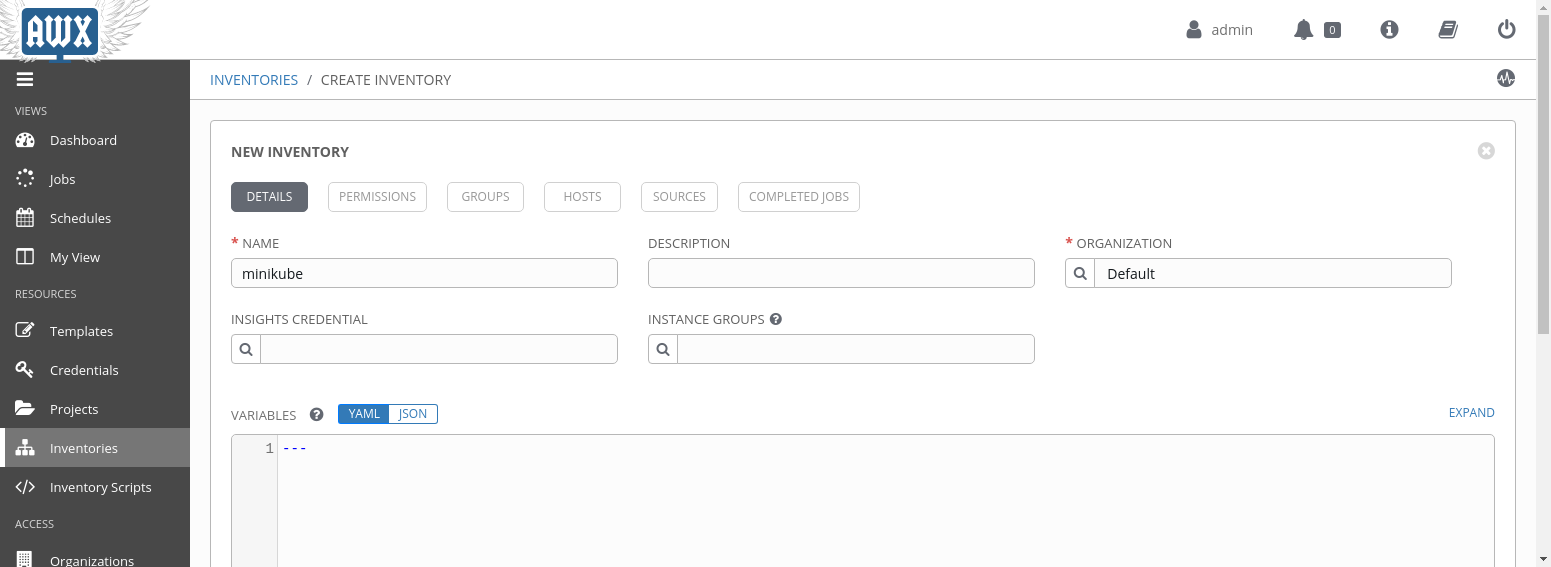 AWX
admin
0
INVENTORIES / CREATE INVENTORY
VIEWS
Dashboard
Jobs
Schedules
My View
RESOURCES
Templates
Credentials
Projects
Inventories
Inventory Scripts
ACCESS
Organizations
NEW INVENTORY
DETAILS PERMISSIONS GROUPS HOSTS SOURCES COMPLETED JOBS
* NAME DESCRIPTION * ORGANIZATION
minikube Default
INSIGHTS CREDENTIAL INSTANCE GROUPS ?
VARIABLES ? YAML JSON EXPAND
1 ---